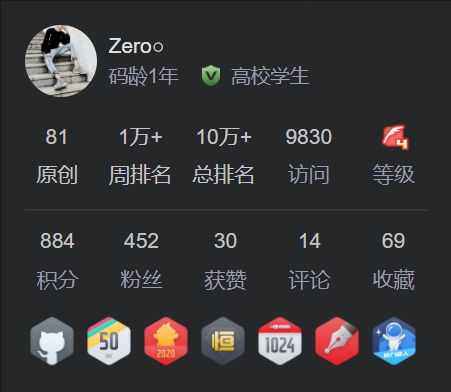 Zero○
码龄1年 高校学生
81 1万+ 10万+ 9830 4
原创 周排名 总排名 访问 等级
884 452 30 14 69
积分 粉丝 获赞 评论 收藏
50 2020 1024